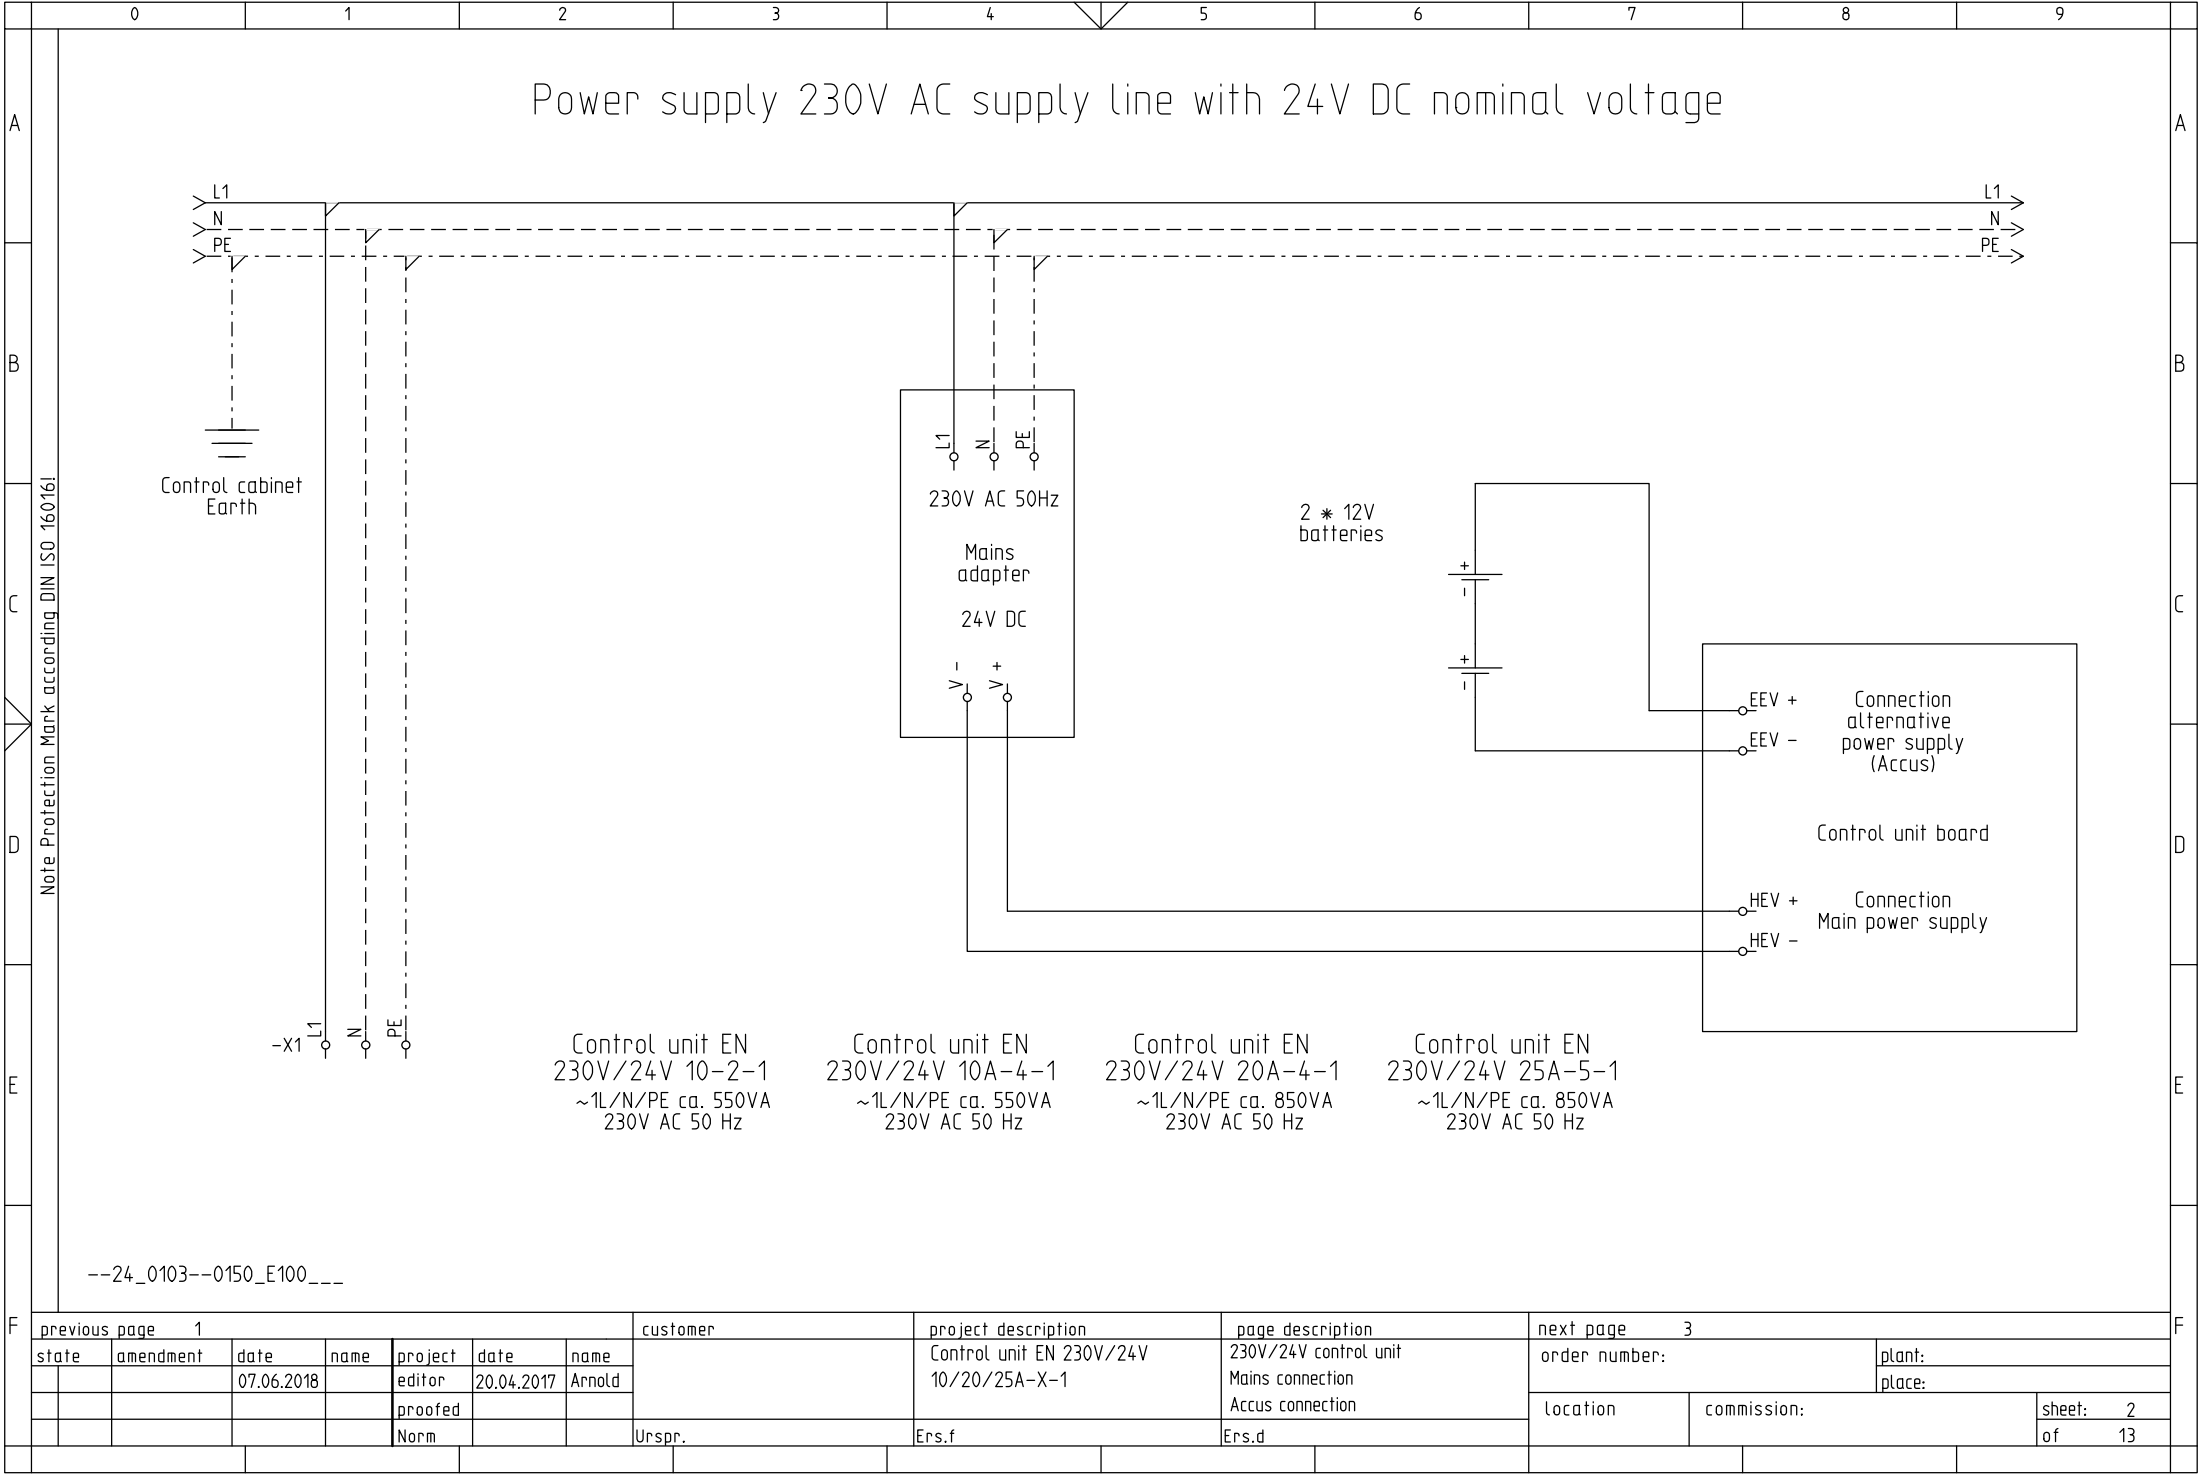 0 1 2 3 4 5 6 7 8 9
Power supply 230V AC supply line with 24V DC nominal voltage
A A
L1 L1
N N
PE PE
B B
Control cabinet
Earth
L1 N PE
230V AC 50Hz
Mains
adapter
24V DC
V - V +
2 * 12V
batteries
+
-
+
-
C C
Note Protection Mark according DIN ISO 16016!
EEV +
EEV -
Connection
alternative
power supply
(Accus)
Control unit board
D D
HEV +
HEV -
Connection
Main power supply
-X1 L1 N PE
E E
Control unit EN
230V/24V 10-2-1
~1L/N/PE ca. 550VA
230V AC 50 Hz
Control unit EN
230V/24V 10A-4-1
~1L/N/PE ca. 550VA
230V AC 50 Hz
Control unit EN
230V/24V 20A-4-1
~1L/N/PE ca. 850VA
230V AC 50 Hz
Control unit EN
230V/24V 25A-5-1
~1L/N/PE ca. 850VA
230V AC 50 Hz
--24_0103--0150_E100___
F F
previous page 1 customer project description page description next page 3
state amendment date name project date name
07.06.2018 editor 20.04.2017 Arnold
proofed
Norm
Urspr.
Control unit EN 230V/24V
10/20/25A-X-1
Ers.f
230V/24V control unit
Mains connection
Accus connection
Ers.d
order number:
plant:
place:
location commission:
sheet: 2
of 13